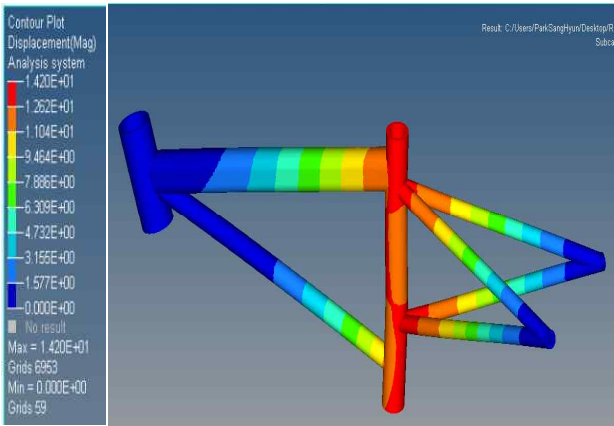 Contour Plot
Displacement(Mag)
Analysis system
1.420E+01
1.262E+01
1.104E+01
9.464E+00
7.886E+00
6.309E+00
4.732E+00
3.155E+00
1.577E+00
0.000E+00
No result
Max = 1.420E+01
Grids 6953
Min = 0.000E+00
Grids 59
Result: C:/Users/ParkSangHyun/Desktop/R
Subca